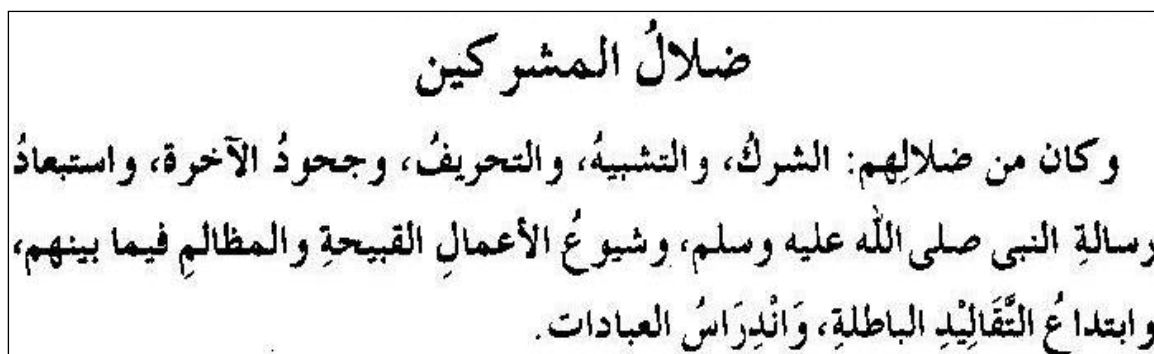 ضلالُ المشركين
وكان من ضلالِهم: الشركُ، والتشبيهُ، والتحريفُ، وجحودُ الآخرة، واستبعادُ
رسالةِ النبى صلى الله عليه وسلم، وشيوعُ الأعمالِ القبيحةِ والمظالمِ فيما بينهم،
وابتداعُ التَّقَالِيْدِ الباطلةِ، وَانْدِرَاسُ العبادات.